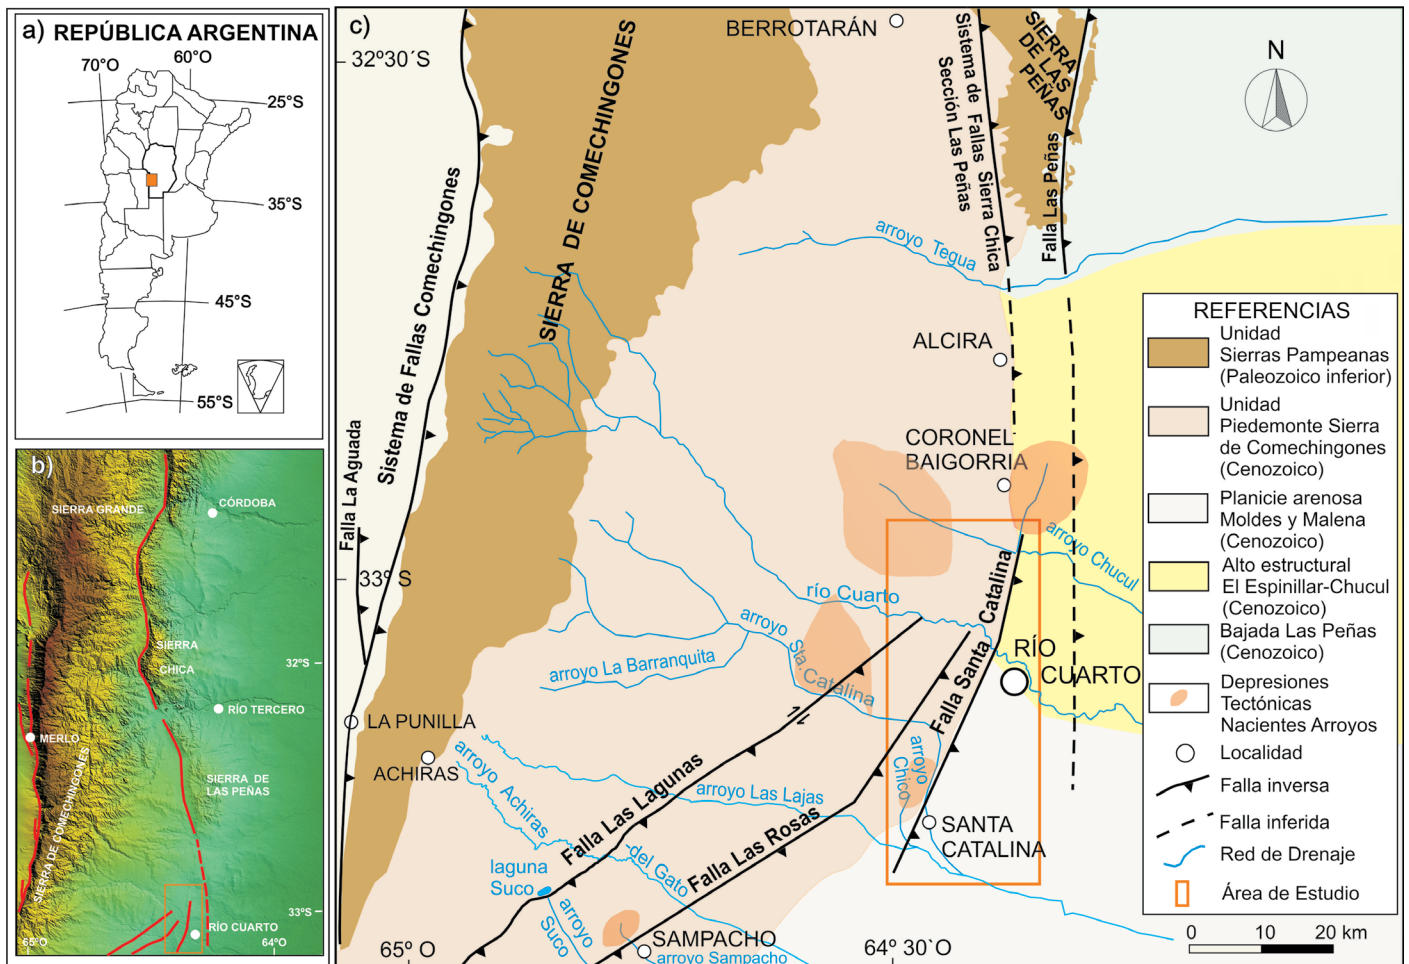 a) REPÚBLICA ARGENTINA
70°O
60°O
25°S
35°S
45°S
55°S
b)
SIERRA GRANDE
CÓRDOBA
SIERRA
CHICA
32°S
RÍO TERCERO
MERLO
SIERRA DE COMECHINGONES
SIERRA DE
LAS PEÑAS
33°S
RÍO CUARTO
65°O
64°O
c)
32°30´S
BERROTARÁN
SIERRA DE COMECHINGONES
Sistema de Fallas Comechingones
Sistema de Fallas Sierra Chica
Sección Las Peñas
SIERRA
DE LAS
PEÑAS
Falla Las Peñas
N
arroyo Tegua
ALCIRA
CORONEL
BAIGORRIA
Falla La Aguada
33º S
arroyo Chucul
río Cuarto
Falla Santa Catalina
arroyo
Sta. Catalina
arroyo La Barranquita
RÍO
CUARTO
LA PUNILLA
ACHIRAS
arroyo Achiras
-del Gato
arroyo Las Lajas
arroyo
Chico
Falla Las Lagunas
Falla Las Rosas
SANTA
CATALINA
laguna
Suco
arroyo
Suco
SAMPACHO
arroyo Sampacho
65º O
64º 30`O
REFERENCIAS
Unidad
Sierras Pampeanas
(Paleozoico inferior)
Unidad
Piedemonte Sierra
de Comechingones
(Cenozoico)
Planicie arenosa
Moldes y Malena
(Cenozoico)
Alto estructural
El Espinillar-Chucul
(Cenozoico)
Bajada Las Peñas
(Cenozoico)
Depresiones
Tectónicas
Nacientes Arroyos
Localidad
Falla inversa
Falla inferida
Red de Drenaje
Área de Estudio
0 10 20 km